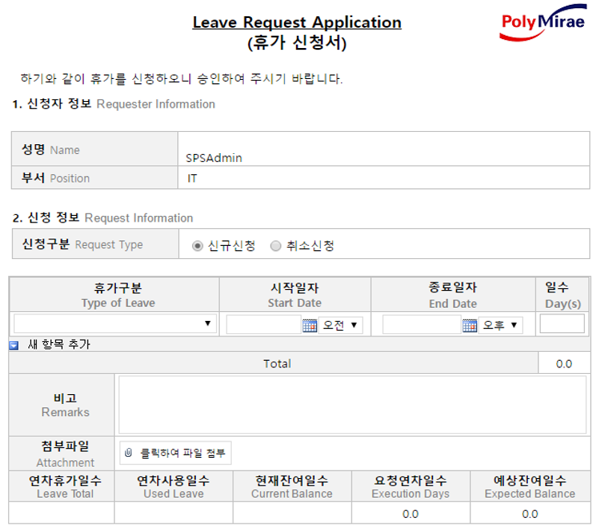 Leave Request Application
(휴가 신청서)
PolyMirae
하기와 같이 휴가를 신청하오니 승인하여 주시기 바랍니다.
1. 신청자 정보 Requester Information
성명 Name SPSAdmin
부서 Position IT
2. 신청 정보 Request Information
신청구분 Request Type 신규신청 취소신청
휴가구분 시작일자 종료일자 일수
Type of Leave Start Date End Date Day(s)
오전 오후
새 항목 추가
Total 0.0
비고
Remarks
첨부파일
Attachment
클릭하여 파일 첨부
연차휴가일수 연차사용일수 현재잔여일수 요청연차일수 예상잔여일수
Leave Total Used Leave Current Balance Execution Days Expected Balance
0.0 0.0